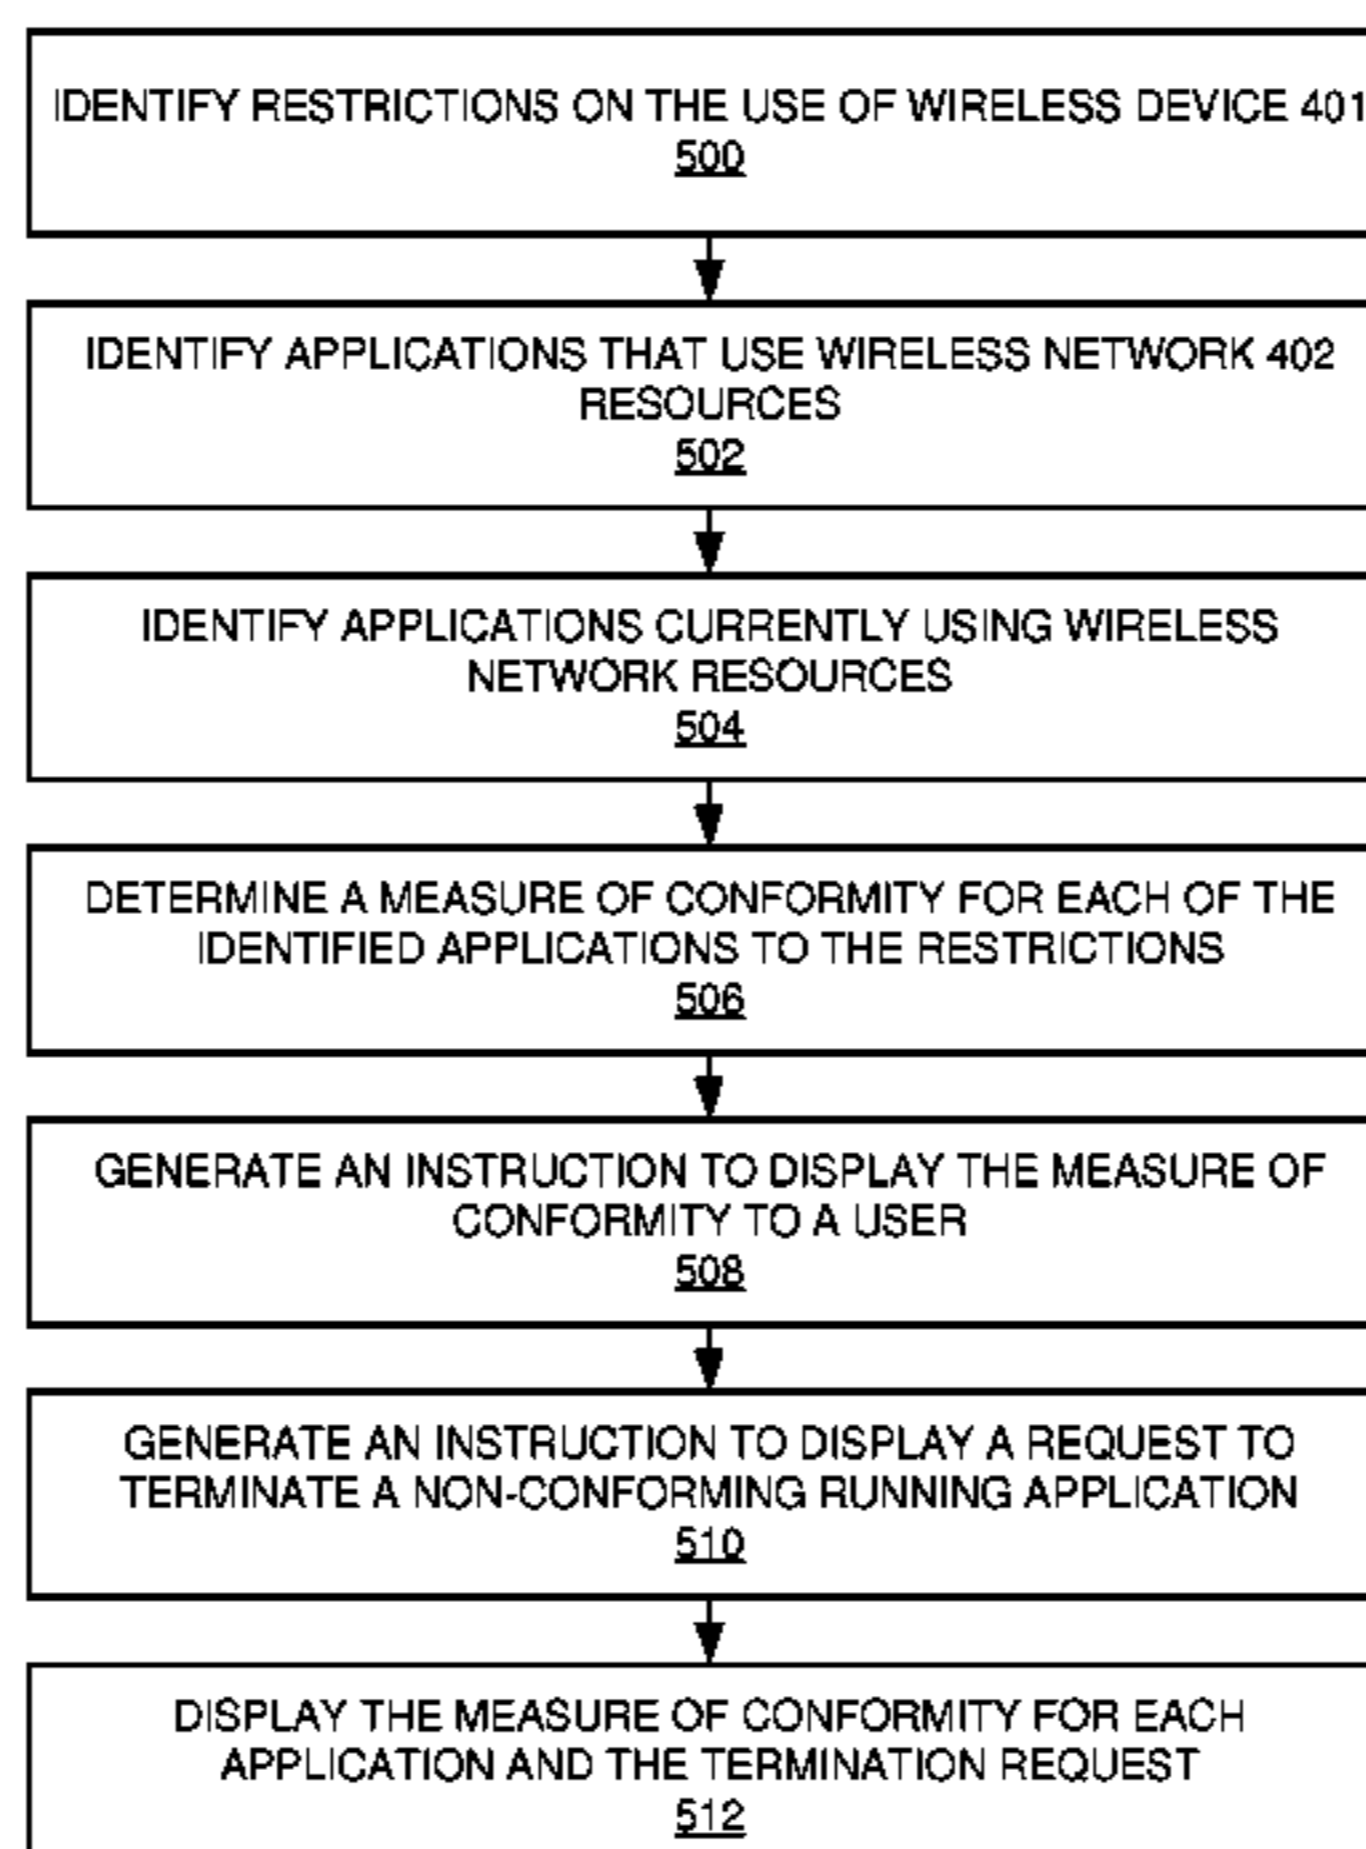 IDENTIFY RESTRICTIONS ON THE USE OF WIRELESS DEVICE 401
500
IDENTIFY APPLICATIONS THAT USE WIRELESS NETWORK 402
RESOURCES
502
IDENTIFY APPLICATIONS CURRENTLY USING WIRELESS
NETWORK RESOURCES
504
DETERMINE A MEASURE OF CONFORMITY FOR EACH OF THE
IDENTIFIED APPLICATIONS TO THE RESTRICTIONS
506
GENERATE AN INSTRUCTION TO DISPLAY THE MEASURE OF
CONFORMITY TO A USER
508
GENERATE AN INSTRUCTION TO DISPLAY A REQUEST TO
TERMINATE A NON-CONFORMING RUNNING APPLICATION
510
DISPLAY THE MEASURE OF CONFORMITY FOR EACH
APPLICATION AND THE TERMINATION REQUEST
512